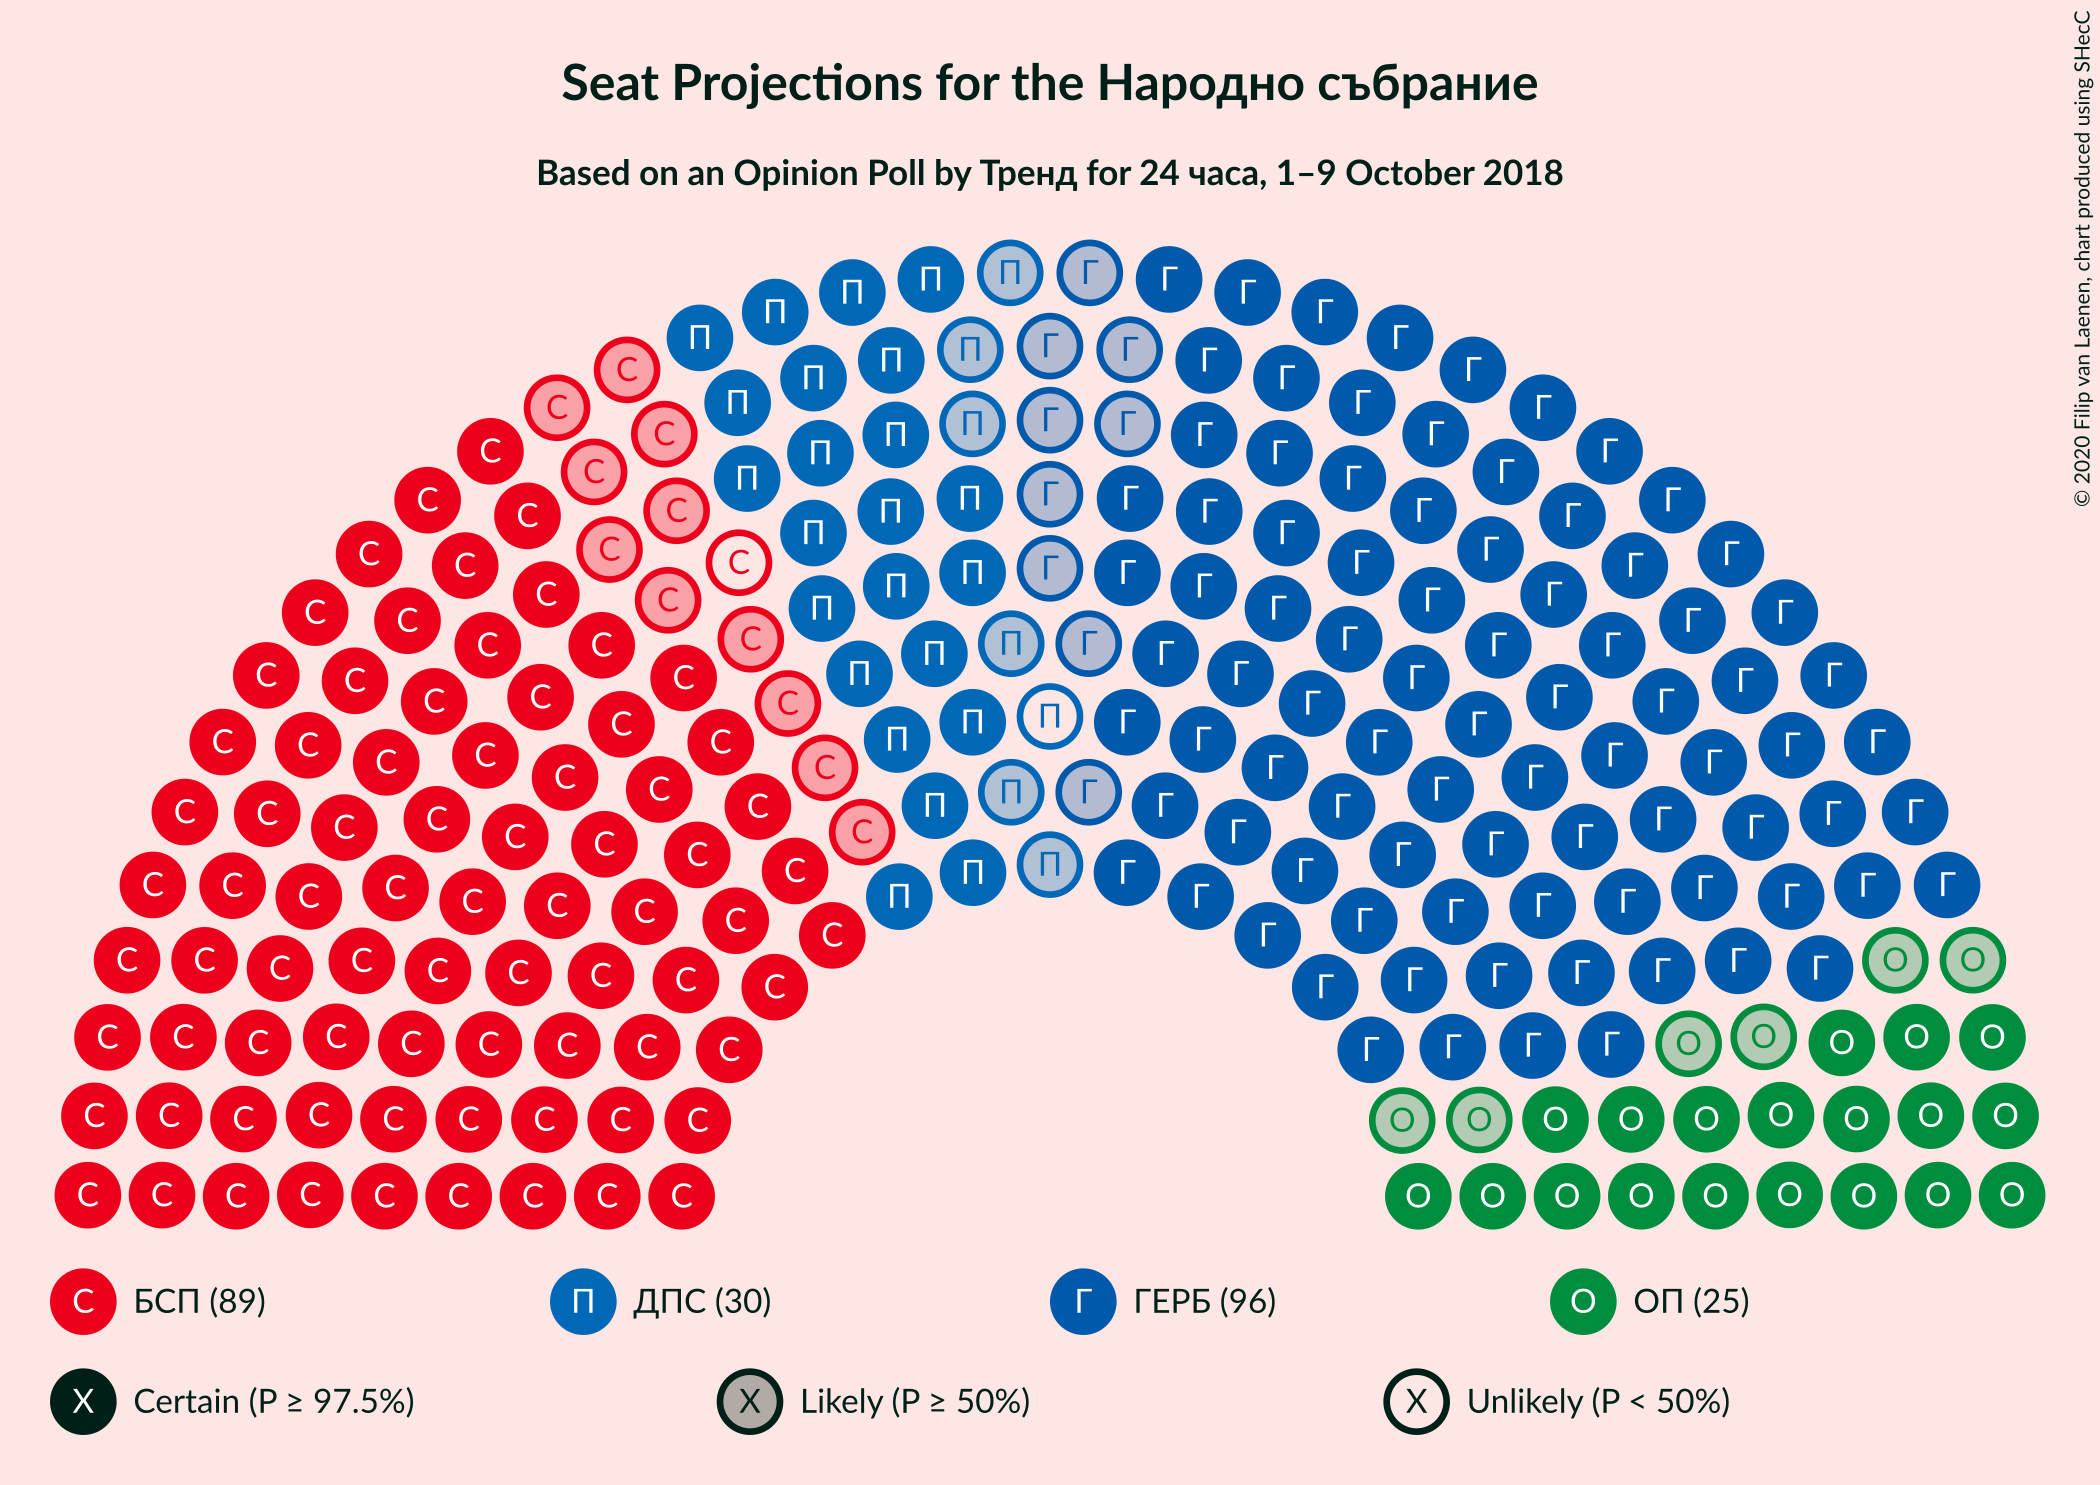 Seat Projections for the Народно събрание
Based on an Opinion Poll by Тренд for 24 часа, 1–9 October 2018
© 2020 Filip van Laenen, chart produced using SHecC
С БСП (89)
П ДПС (30)
Г ГЕРБ (96)
О ОП (25)
X Certain (P ≥ 97.5%)
X Likely (P ≥ 50%)
X Unlikely (P < 50%)